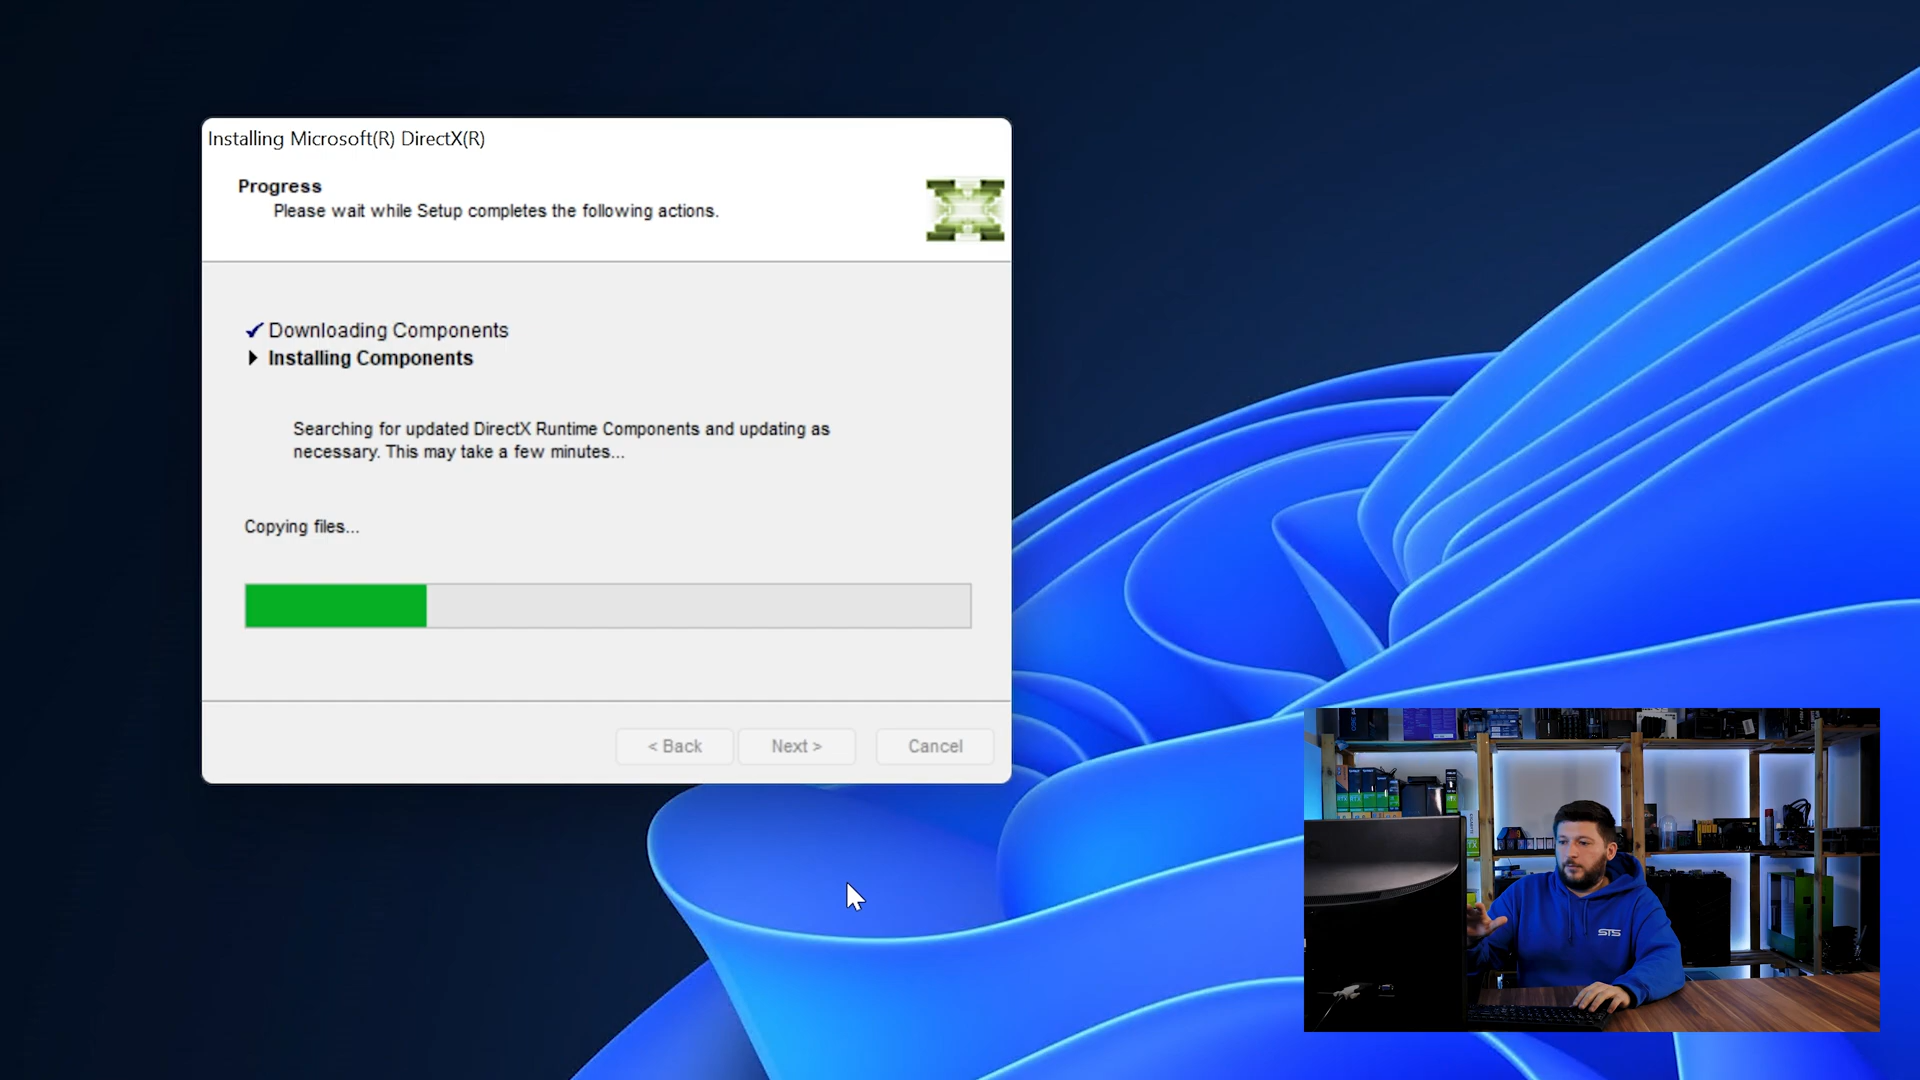 Installing Microsoft(R) DirectX(R)
Progress
Please wait while Setup completes the following actions.
Downloading Components
Installing Components
Searching for updated DirectX Runtime Components and updating as
necessary. This may take a few minutes...
Copying files...
< Back
Next >
Cancel
STS